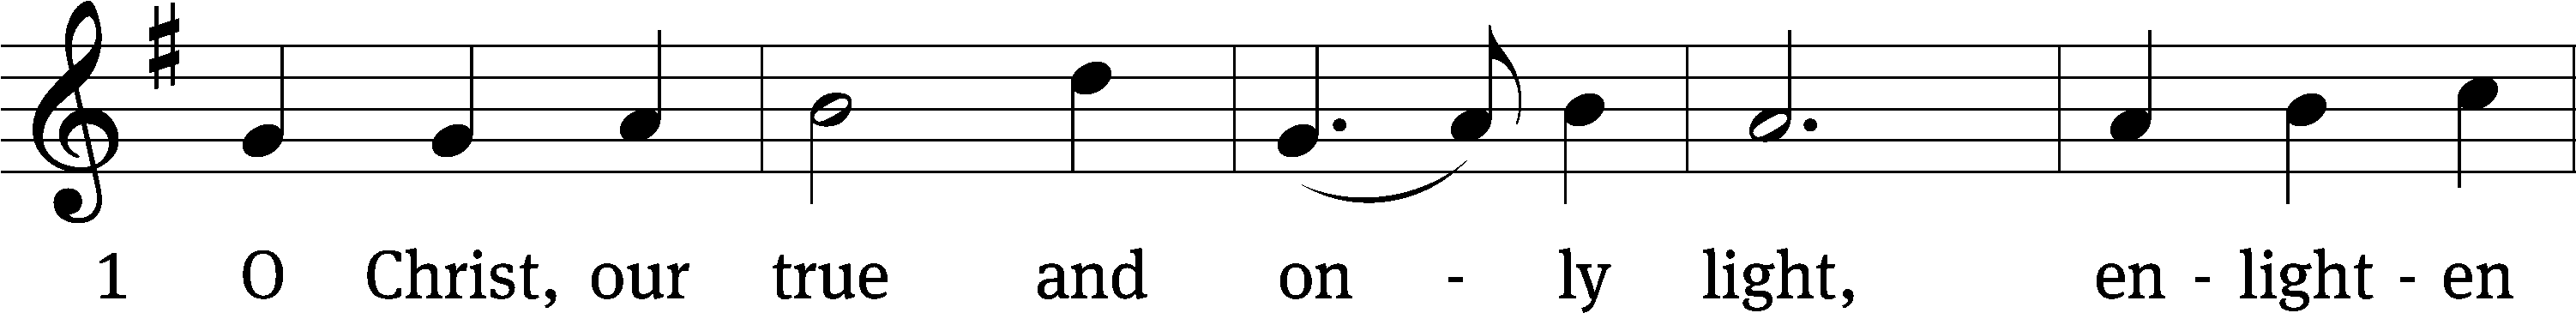 1 O Christ, our true and on - ly light, en - light - en